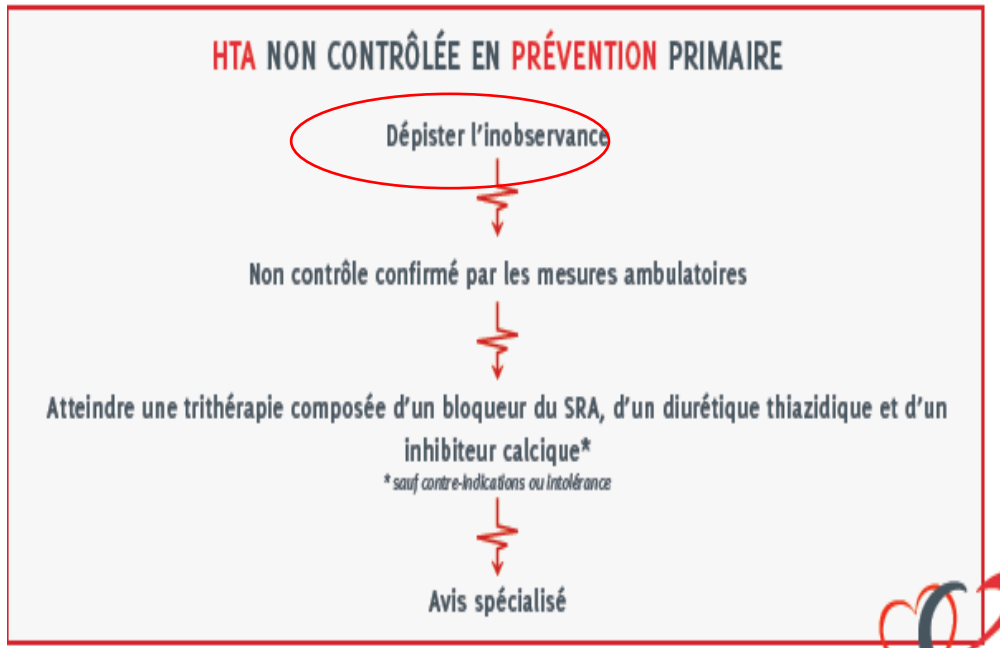 HTA NON CONTRÔLÉE EN PRÉVENTION PRIMAIRE
Dépister l'inobservance
Non contrôle confirmé par les mesures ambulatoires
Atteindre une trithérapie composée d'un bloqueur du SRA, d'un diurétique thiazidique et d'un
inhibiteur calcique*
* sauf contre-indications ou intolérance
Avis spécialisé